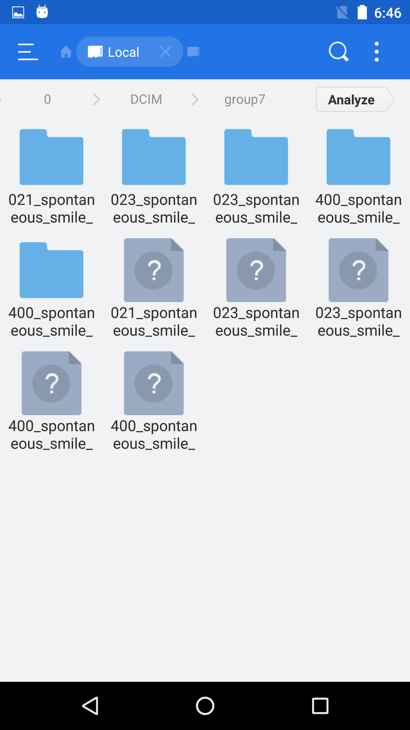 6:46
Local
0
DCIM
group7
Analyze
021_spontan
eous_smile_
023_spontan
eous_smile_
023_spontan
eous_smile_
400_spontan
eous_smile_
400_spontan
eous_smile_
021_spontan
eous_smile_
023_spontan
eous_smile_
023_spontan
eous_smile_
400_spontan
eous_smile_
400_spontan
eous_smile_